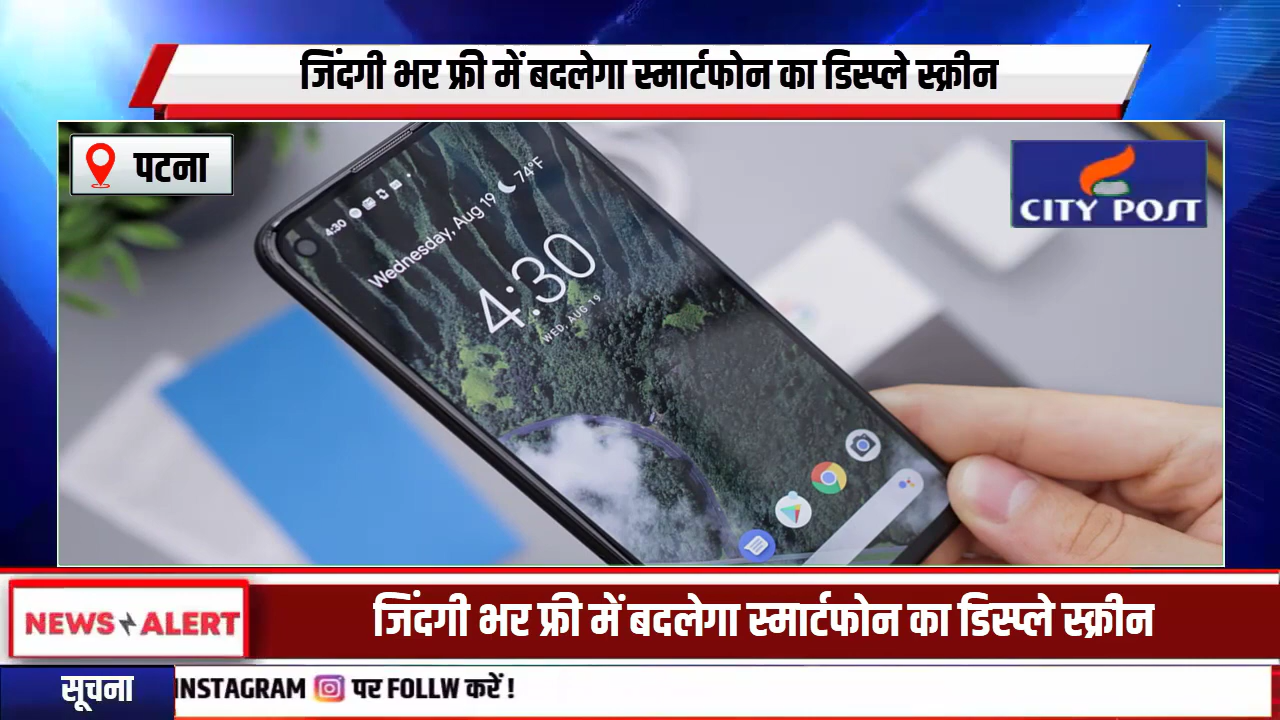 जिंदगी भर फ्री में बदलेगा स्मार्टफोन का डिस्प्ले स्क्रीन
पटना
CITY POST
4:30
Wednesday, Aug 19 74°F
4:30
WED, AUG 19
NEWS ALERT
जिंदगी भर फ्री में बदलेगा स्मार्टफोन का डिस्प्ले स्क्रीन
सूचना
INSTAGRAM पर FOLLW करें !